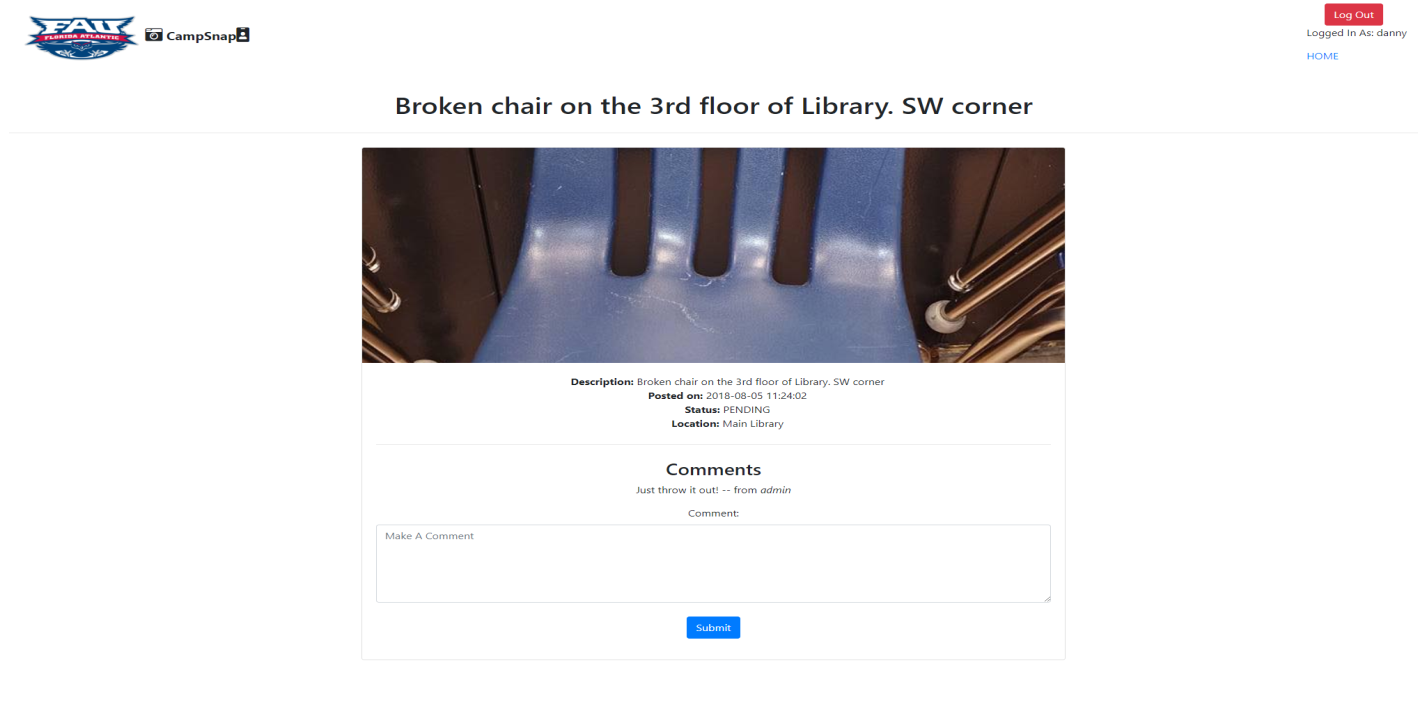 FAU
FLORIDA ATLANTIC
CampSnap
Log Out
Logged In As: danny
HOME
Broken chair on the 3rd floor of Library. SW corner
Description: Broken chair on the 3rd floor of Library. SW corner
Posted on: 2018-08-05 11:24:02
Status: PENDING
Location: Main Library
Comments
Just throw it out! -- from admin
Comment:
Make A Comment
Submit